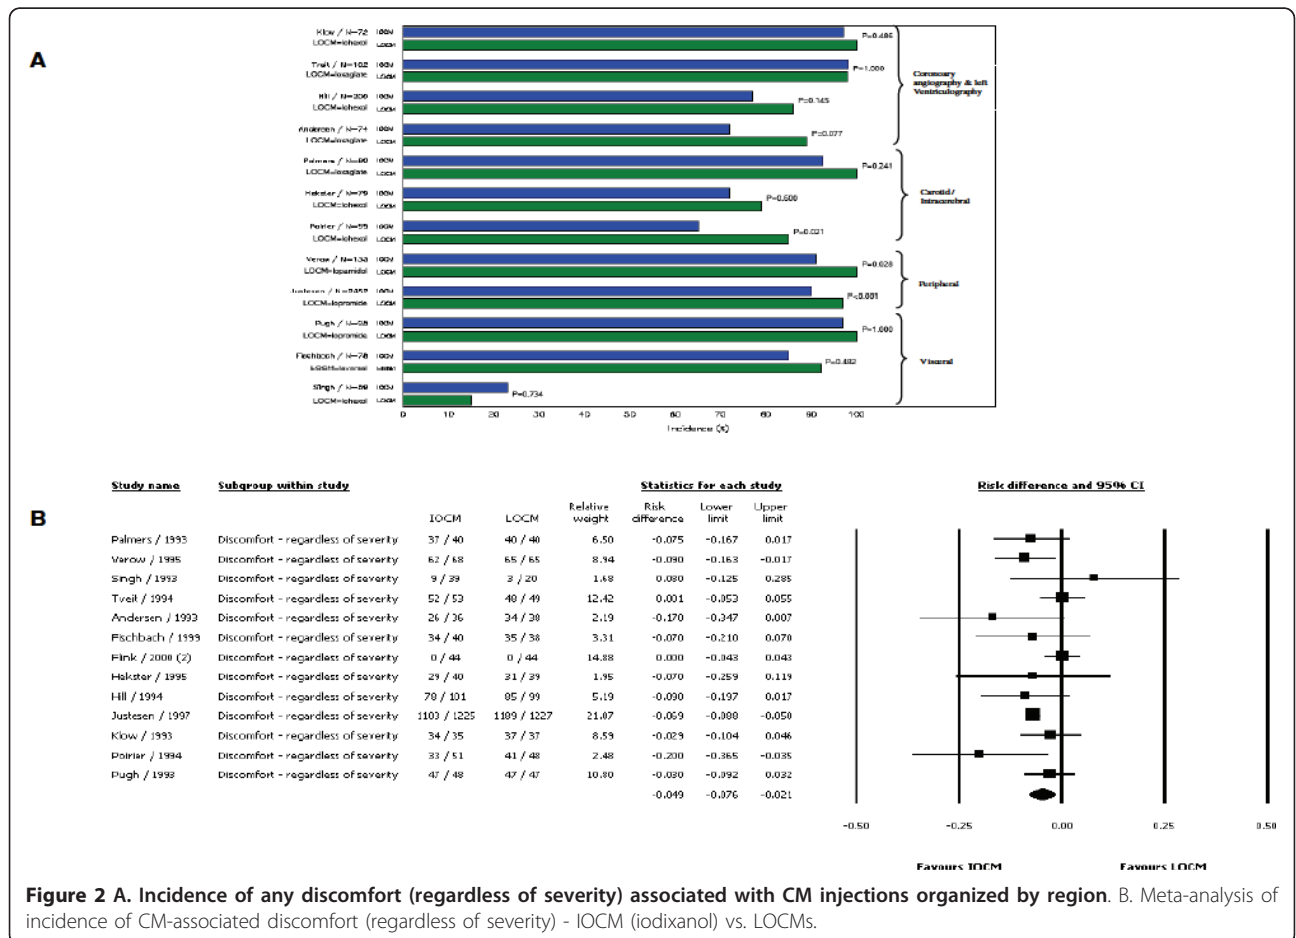 A
Klow / N=72 IOCM
LOCM=iohexol LOCM
P=0.486
Tveit / N=102 IOCM
LOCM=ioxaglate LOCM
P=1.000
Hill / N=200 IOCM
LOCM=iohexol LOCM
P=0.145
Andersen / N=74 IOCM
LOCM=ioxaglate LOCM
P=0.077
Coronary
angiography & left
Ventriculography
Palmers / N=80 IOCM
LOCM=ioxaglate LOCM
P=0.241
Hekster / N=79 IOCM
LOCM=iohexol LOCM
P=0.600
Poirier / N=99 IOCM
LOCM=iohexol LOCM
P=0.021
Carotid/
Intracerebral
Verow / N=133 IOCM
LOCM=iopamidol LOCM
P=0.028
Justesen / N=2452 IOCM
LOCM=iopromide LOCM
P<0.001
Peripheral
Pugh / N=95 IOCM
LOCM=iopromide LOCM
P=1.000
Fischbach / N=78 IOCM
LOCM
P=0.482
Singh / N=59 IOCM
LOCM=iohexol LOCM
P=0.734
Visceral
0 10 20 30 40 50 60 70 80 90 100
Incidence (%)
B
Study name Subgroup within study Statistics for each study Risk difference and 95% CI
IOCM LOCM Relative weight Risk difference Lower limit Upper limit
Palmers / 1993 Discomfort - regardless of severity 37 / 40 40 / 40 6.50 -0.075 -0.167 0.017
Verow / 1995 Discomfort - regardless of severity 62 / 68 65 / 65 8.94 -0.090 -0.163 -0.017
Singh / 1993 Discomfort - regardless of severity 9 / 39 3 / 20 1.68 0.080 -0.125 0.285
Tveit / 1994 Discomfort - regardless of severity 52 / 53 48 / 49 12.42 0.001 -0.053 0.055
Andersen / 1993 Discomfort - regardless of severity 26 / 36 34 / 38 2.19 -0.170 -0.347 0.007
Fischbach / 1999 Discomfort - regardless of severity 34 / 40 35 / 38 3.31 -0.070 -0.210 0.070
Flink / 2000 (2) Discomfort - regardless of severity 0 / 44 0 / 44 14.88 0.000 -0.043 0.043
Hekster / 1995 Discomfort - regardless of severity 29 / 40 31 / 39 1.95 -0.070 -0.259 0.119
Hill / 1994 Discomfort - regardless of severity 78 / 101 85 / 99 5.19 -0.090 -0.197 0.017
Justesen / 1997 Discomfort - regardless of severity 1103 / 1225 1189 / 1227 21.07 -0.069 -0.088 -0.050
Klow / 1993 Discomfort - regardless of severity 34 / 35 37 / 37 8.59 -0.029 -0.104 0.046
Poirier / 1994 Discomfort - regardless of severity 33 / 51 41 / 48 2.48 -0.200 -0.365 -0.035
Pugh / 1993 Discomfort - regardless of severity 47 / 48 47 / 47 10.80 -0.030 -0.092 0.032
-0.049 -0.076 -0.021
-0.50 -0.25 0.00 0.25 0.50
Favours IOCM Favours LOCM
Figure 2 A. Incidence of any discomfort (regardless of severity) associated with CM injections organized by region. B. Meta-analysis of
incidence of CM-associated discomfort (regardless of severity) - IOCM (iodixanol) vs. LOCMs.